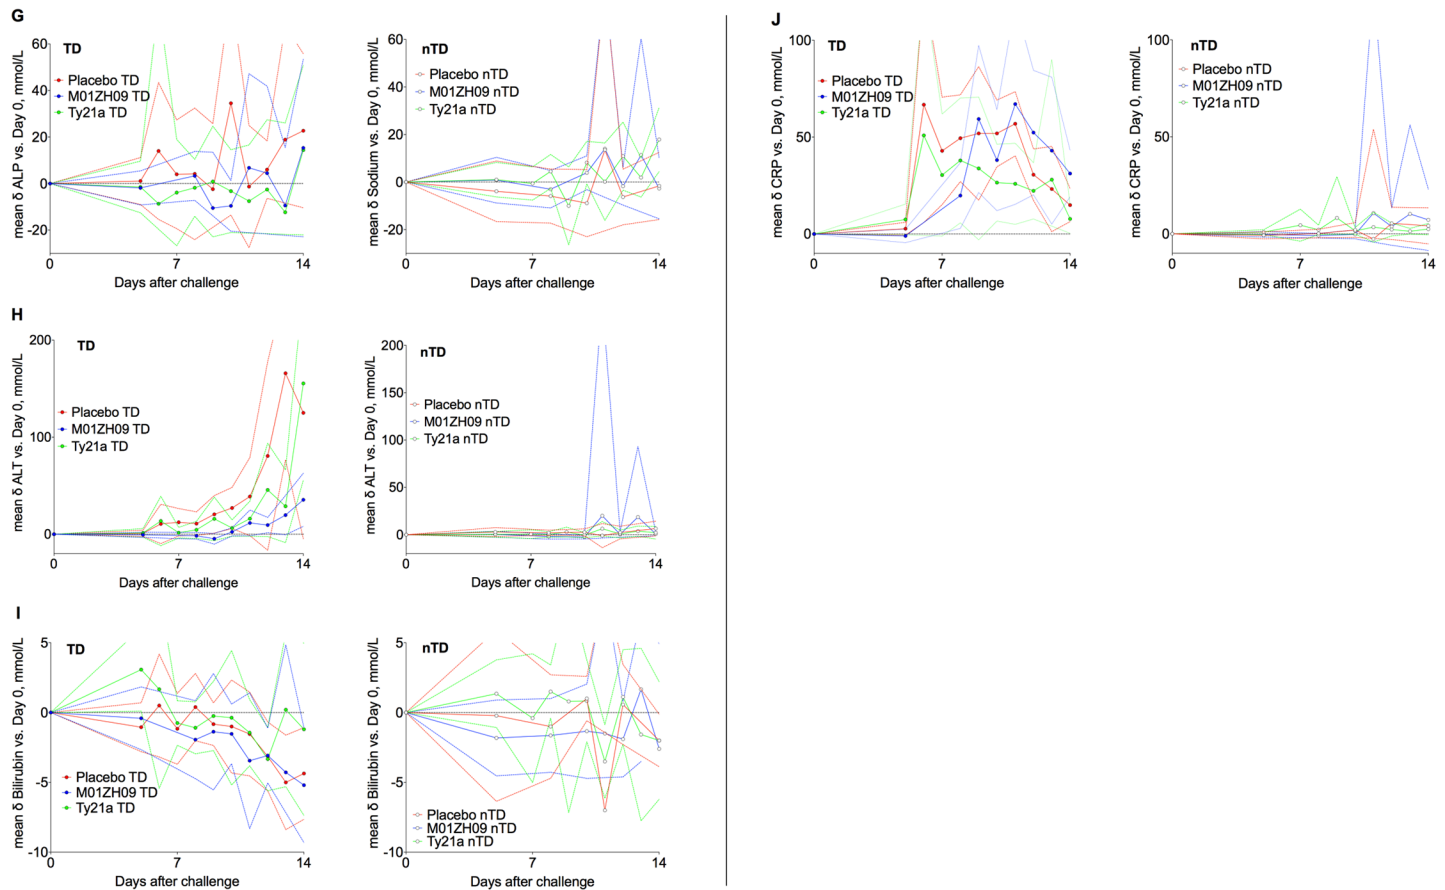 G
TD
mean δ ALP vs. Day 0, mmol/L
60
40
20
0
-20
Placebo TD
M01ZH09 TD
Ty21a TD
0
7
14
Days after challenge
nTD
mean δ Sodium vs. Day 0, mmol/L
60
40
20
0
-20
Placebo nTD
M01ZH09 nTD
Ty21a nTD
0
7
14
Days after challenge
J
TD
mean δ CRP vs. Day 0, mmol/L
100
50
0
Placebo TD
M01ZH09 TD
Ty21a TD
0
7
14
Days after challenge
nTD
mean δ CRP vs. Day 0, mmol/L
100
50
0
Placebo nTD
M01ZH09 nTD
Ty21a nTD
0
7
14
Days after challenge
H
TD
mean δ ALT vs. Day 0, mmol/L
200
100
0
Placebo TD
M01ZH09 TD
Ty21a TD
0
7
14
Days after challenge
nTD
mean δ ALT vs. Day 0, mmol/L
200
150
100
50
0
Placebo nTD
M01ZH09 nTD
Ty21a nTD
0
7
14
Days after challenge
I
TD
mean δ Bilirubin vs. Day 0, mmol/L
5
0
-5
-10
Placebo TD
M01ZH09 TD
Ty21a TD
0
7
14
Days after challenge
nTD
mean δ Bilirubin vs. Day 0, mmol/L
5
0
-5
-10
Placebo nTD
M01ZH09 nTD
Ty21a nTD
0
7
14
Days after challenge